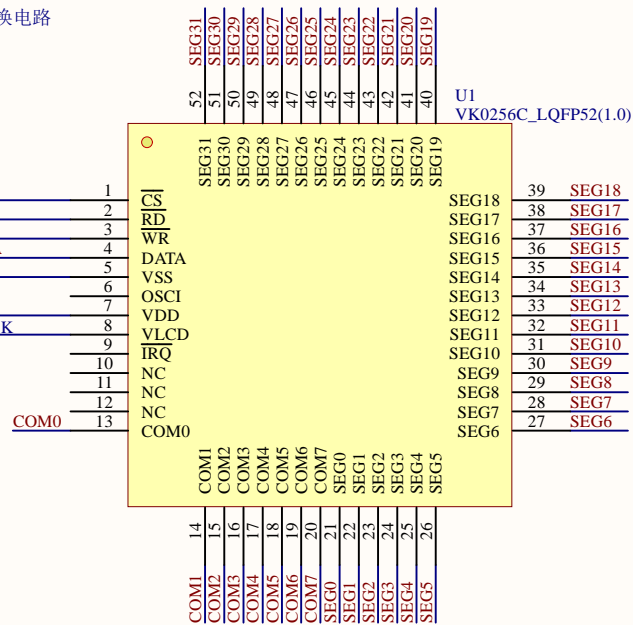 换电路
SEG31 SEG30 SEG29 SEG28 SEG27 SEG26 SEG25 SEG24 SEG23 SEG22 SEG21 SEG20 SEG19
52 51 50 49 48 47 46 45 44 43 42 41 40
U1
VK0256C_LQFP52(1.0)
SEG31 SEG30 SEG29 SEG28 SEG27 SEG26 SEG25 SEG24 SEG23 SEG22 SEG21 SEG20 SEG19
1 CS SEG18 39 SEG18
2 RD SEG17 38 SEG17
3 WR SEG16 37 SEG16
4 DATA SEG15 36 SEG15
5 VSS SEG14 35 SEG14
6 OSCI SEG13 34 SEG13
7 VDD SEG12 33 SEG12
K 8 VLCD SEG11 32 SEG11
9 IRQ SEG10 31 SEG10
10 NC SEG9 30 SEG9
11 NC SEG8 29 SEG8
12 NC SEG7 28 SEG7
COM0 13 COM0 SEG6 27 SEG6
COM1 COM2 COM3 COM4 COM5 COM6 COM7 SEG0 SEG1 SEG2 SEG3 SEG4 SEG5
14 15 16 17 18 19 20 21 22 23 24 25 26
COM1 COM2 COM3 COM4 COM5 COM6 COM7 SEG0 SEG1 SEG2 SEG3 SEG4 SEG5